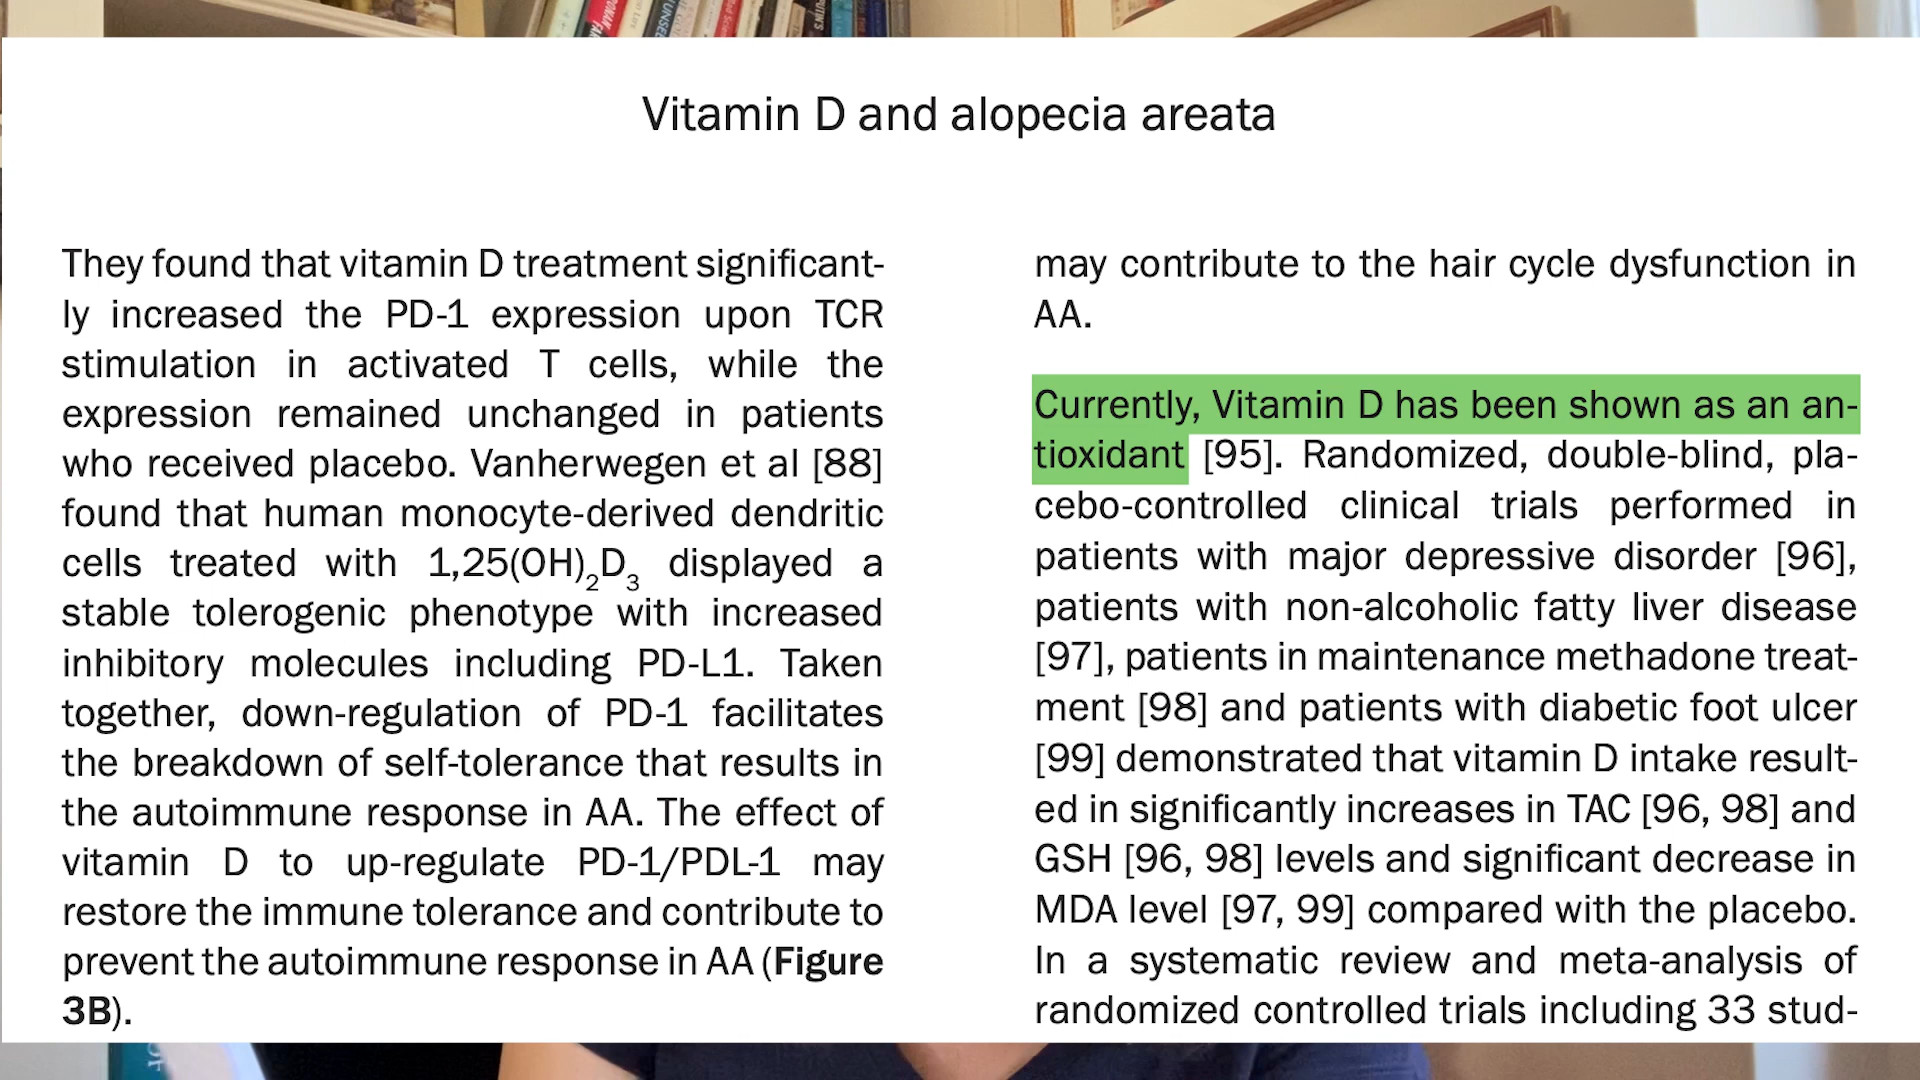 Vitamin D and alopecia areata
They found that vitamin D treatment significant-
ly increased the PD-1 expression upon TCR
stimulation in activated T cells, while the
expression remained unchanged in patients
who received placebo. Vanherwegen et al [88]
found that human monocyte-derived dendritic
cells treated with 1,25(OH)₂D₃ displayed a
stable tolerogenic phenotype with increased
inhibitory molecules including PD-L1. Taken
together, down-regulation of PD-1 facilitates
the breakdown of self-tolerance that results in
the autoimmune response in AA. The effect of
vitamin D to up-regulate PD-1/PDL-1 may
restore the immune tolerance and contribute to
prevent the autoimmune response in AA (Figure
3B).
may contribute to the hair cycle dysfunction in
AA.
Currently, Vitamin D has been shown as an an-
tioxidant [95]. Randomized, double-blind, pla-
cebo-controlled clinical trials performed in
patients with major depressive disorder [96],
patients with non-alcoholic fatty liver disease
[97], patients in maintenance methadone treat-
ment [98] and patients with diabetic foot ulcer
[99] demonstrated that vitamin D intake result-
ed in significantly increases in TAC [96, 98] and
GSH [96, 98] levels and significant decrease in
MDA level [97, 99] compared with the placebo.
In a systematic review and meta-analysis of
randomized controlled trials including 33 stud-